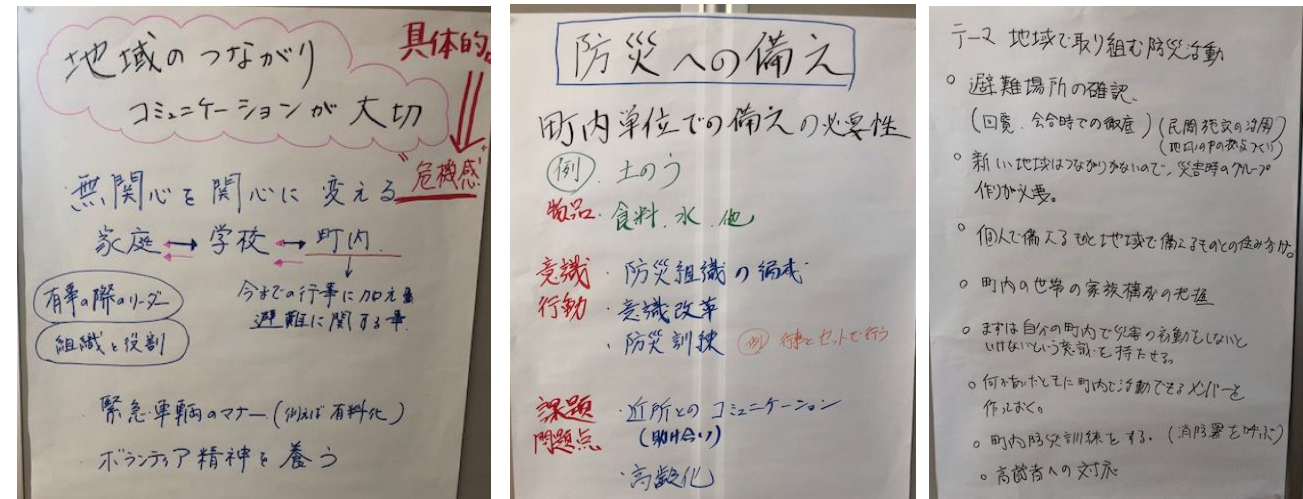 地域のつながり
コミュニケーションが大切
具体的。
"危機感"
・無関心を関心に変える
家庭 ↔ 学校 ↔ 町内
有事の際のリーダー
組織と役割
今までの行事に加え
避難に関する事
・緊急車輌のマナー(例えば有料化)
ボランティア精神を養う
防災への備え
町内単位での備えの必要性
例 ・土のう
物品・食料、水、他
意識 ・防災組織の編成
行動 ・意識改革
・防災訓練 例 行事とセットで行う
課題 ・近所とのコミュニケーション
問題点 (助け合い)
・高齢化
テーマ 地域で取り組む防災活動
○ 避難場所の確認、
(回覧、会合時での徹底) (民間施設の活用)
(地区の中の拠点づくり)
○ 新しい地域はつながりがないので、災害時のグループ
作りが必要。
○ 個人で備えるものと地域で備えるものとの住み分け。
○ 町内の世帯の家族構成の把握
○ まずは自分の町内で災害の初動をしないと
いけないという意識を持たせる。
○ 何かあったときに町内で活動できるメンバーを
作っておく。
○ 町内防災訓練をする。(消防署を呼ぶ)
○ 高齢者への対応